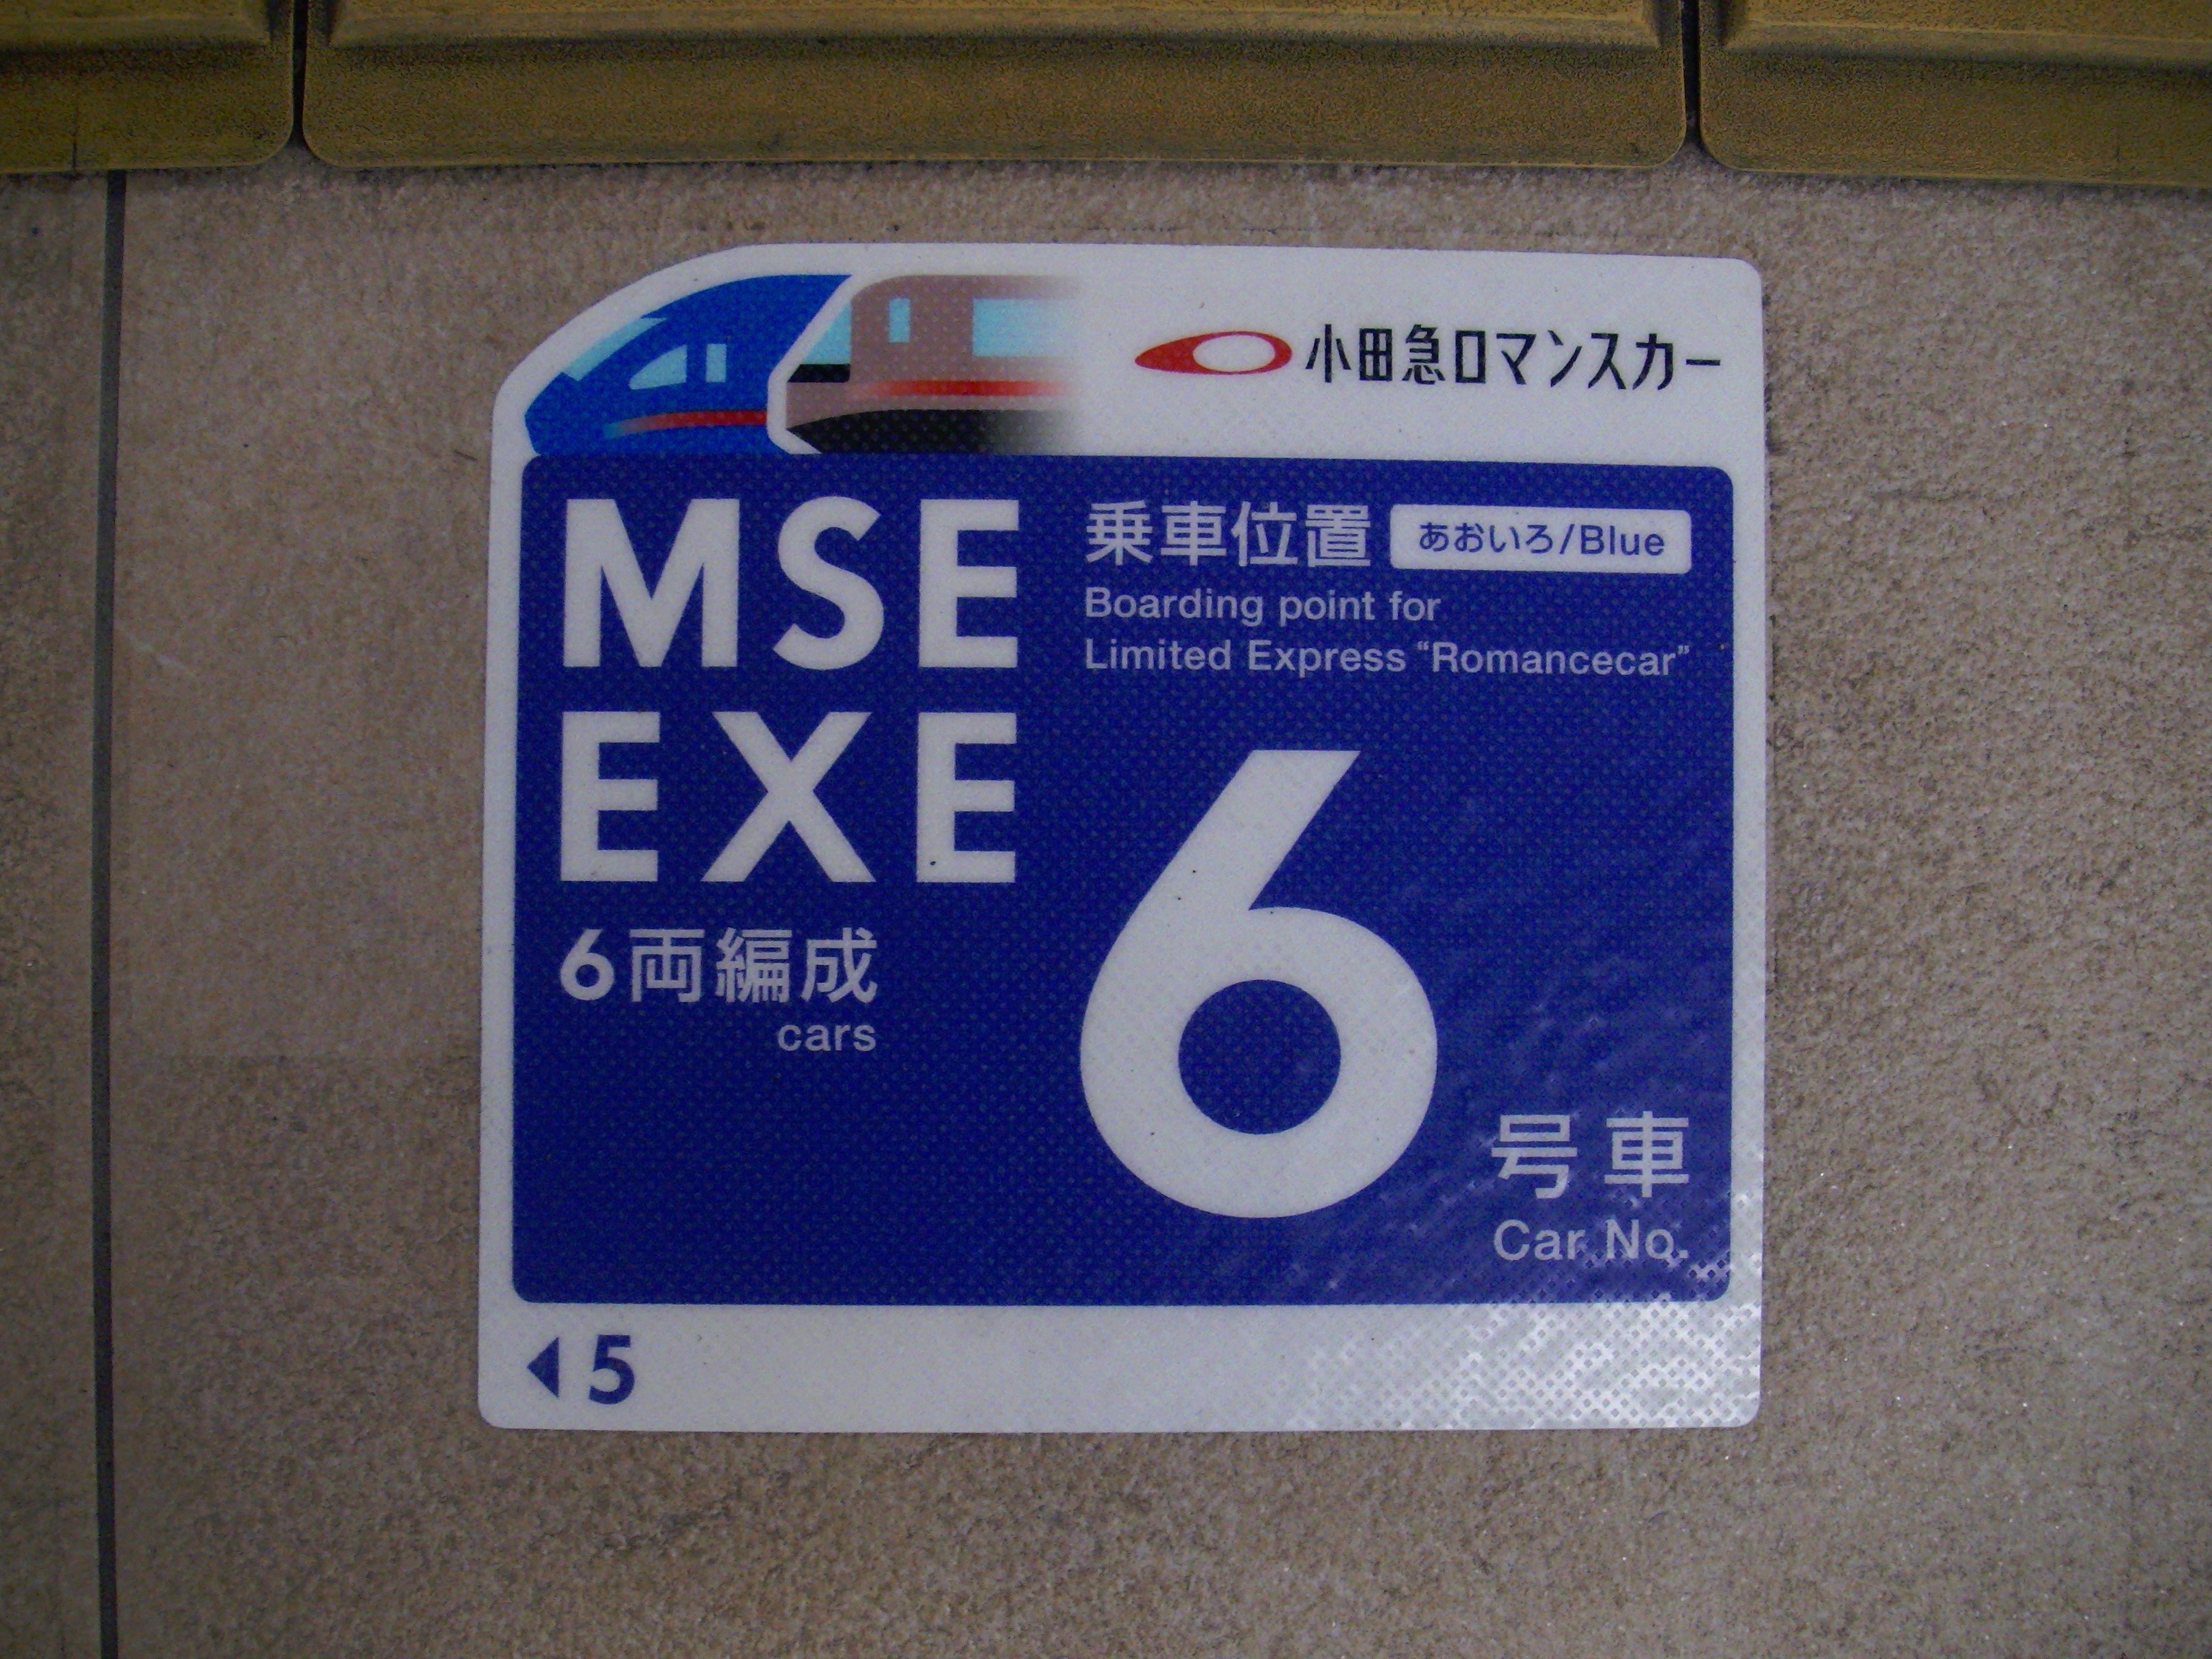 小田急ロマンスカー
MSE
EXE
6両編成
cars
乗車位置 あおいろ/Blue
Boarding point for
Limited Express “Romancecar”
6 号車
Car No.
◀ 5